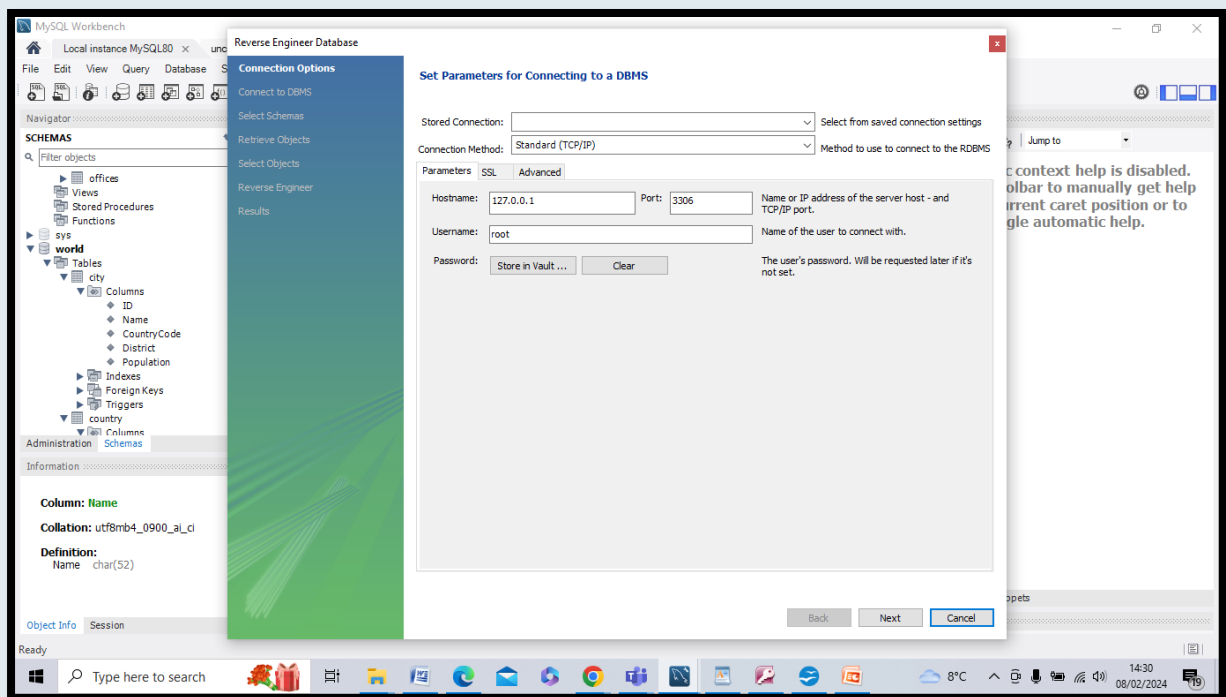 MySQL Workbench
Local instance MySQL80
File Edit View Query Database S
Navigator
SCHEMAS
Filter objects
offices
Views
Stored Procedures
Functions
sys
world
Tables
city
Columns
ID
Name
CountryCode
District
Population
Indexes
Foreign Keys
Triggers
country
Columns
Administration Schemas
Information
Column: Name
Collation: utf8mb4_0900_ai_ci
Definition:
Name char(52)
Object Info Session
Ready
Reverse Engineer Database
x
Connection Options
Connect to DBMS
Select Schemas
Retrieve Objects
Select Objects
Reverse Engineer
Results
Set Parameters for Connecting to a DBMS
Stored Connection: Select from saved connection settings
Connection Method: Standard (TCP/IP) Method to use to connect to the RDBMS
Parameters SSL Advanced
Hostname: 127.0.0.1 Port: 3306 Name or IP address of the server host - and
TCP/IP port.
Username: root Name of the user to connect with.
Password: Store in Vault ... Clear The user's password. Will be requested later if it's
not set.
Back Next Cancel
Jump to
c context help is disabled.
olbar to manually get help
urrent caret position or to
gle automatic help.
ppets
Type here to search
8°C
14:30
08/02/2024
19